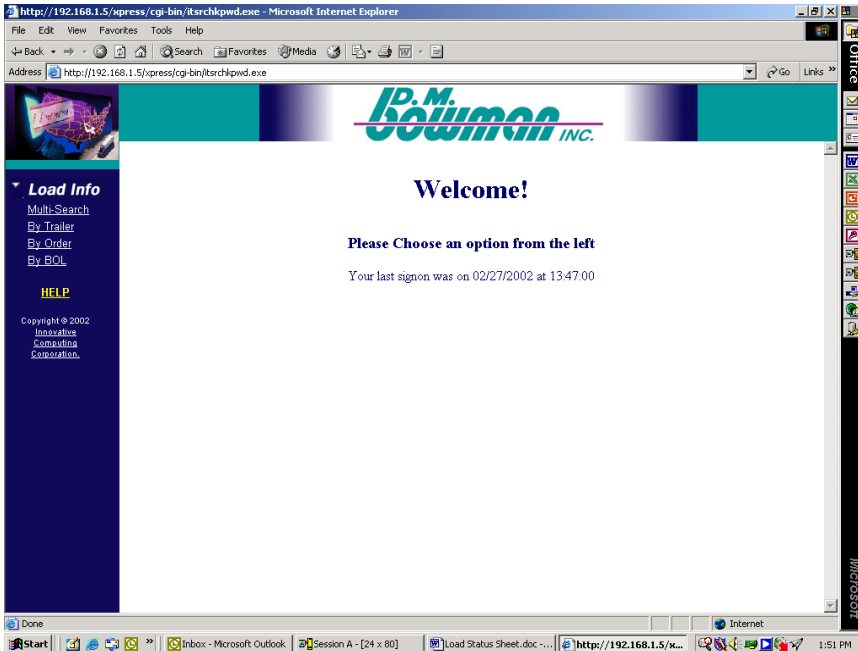 http://192.168.1.5/xpress/cgi-bin/itsrchkpwd.exe - Microsoft Internet Explorer
File Edit View Favorites Tools Help
Back Search Favorites Media
Address http://192.168.1.5/xpress/cgi-bin/itsrchkpwd.exe Go Links »
Office
D.M. Bowman INC.
Load Info
Multi-Search
By Trailer
By Order
By BOL
HELP
Copyright © 2002
Innovative
Computing
Corporation.
Welcome!
Please Choose an option from the left
Your last signon was on 02/27/2002 at 13:47:00
Microsoft
Done Internet
Start » Inbox - Microsoft Outlook Session A - [24 x 80] Load Status Sheet.doc -... http://192.168.1.5/x... 1:51 PM